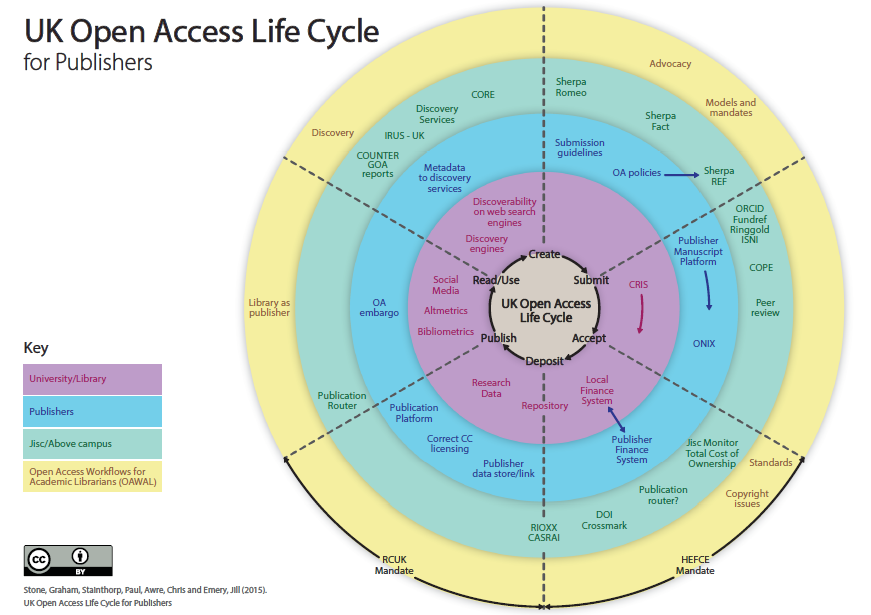 UK Open Access Life Cycle
for Publishers
Advocacy
Models and
mandates
Discovery
Library as
publisher
Standards
Copyright
issues
RCUK
Mandate
HEFCE
Mandate
Sherpa
Romeo
Sherpa
Fact
Sherpa
REF
ORCID
Fundref
Ringgold
ISNI
COPE
Peer
review
Jisc Monitor
Total Cost of
Ownership
Publication
router?
DOI
Crossmark
RIOXX
CASRAI
Publication
Router
COUNTER
GOA
reports
IRUS - UK
Discovery
Services
CORE
Submission
guidelines
OA policies
Publisher
Manuscript
Platform
ONIX
Publisher
Finance
System
Publisher
data store/link
Correct CC
licensing
Publication
Platform
OA
embargo
Metadata
to discovery
services
Discoverability
on web search
engines
Discovery
engines
Social
Media
Altmetrics
Bibliometrics
CRIS
Local
Finance
System
Repository
Research
Data
Create
Submit
Accept
Deposit
Publish
Read/Use
UK Open Access
Life Cycle
Key
University/Library
Publishers
Jisc/Above campus
Open Access Workflows for
Academic Librarians (OAWAL)
CC
BY
Stone, Graham, Stainthorp, Paul, Awre, Chris and Emery, Jill (2015).
UK Open Access Life Cycle for Publishers